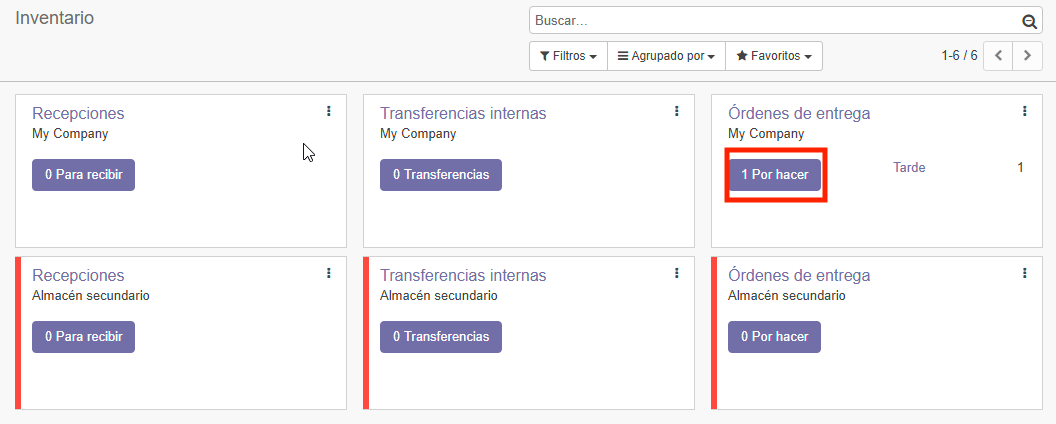 Inventario
Buscar...
Filtros
Agrupado por
Favoritos
1-6 / 6
Recepciones
My Company
0 Para recibir
Transferencias internas
My Company
0 Transferencias
Órdenes de entrega
My Company
1 Por hacer
Tarde 1
Recepciones
Almacén secundario
0 Para recibir
Transferencias internas
Almacén secundario
0 Transferencias
Órdenes de entrega
Almacén secundario
0 Por hacer